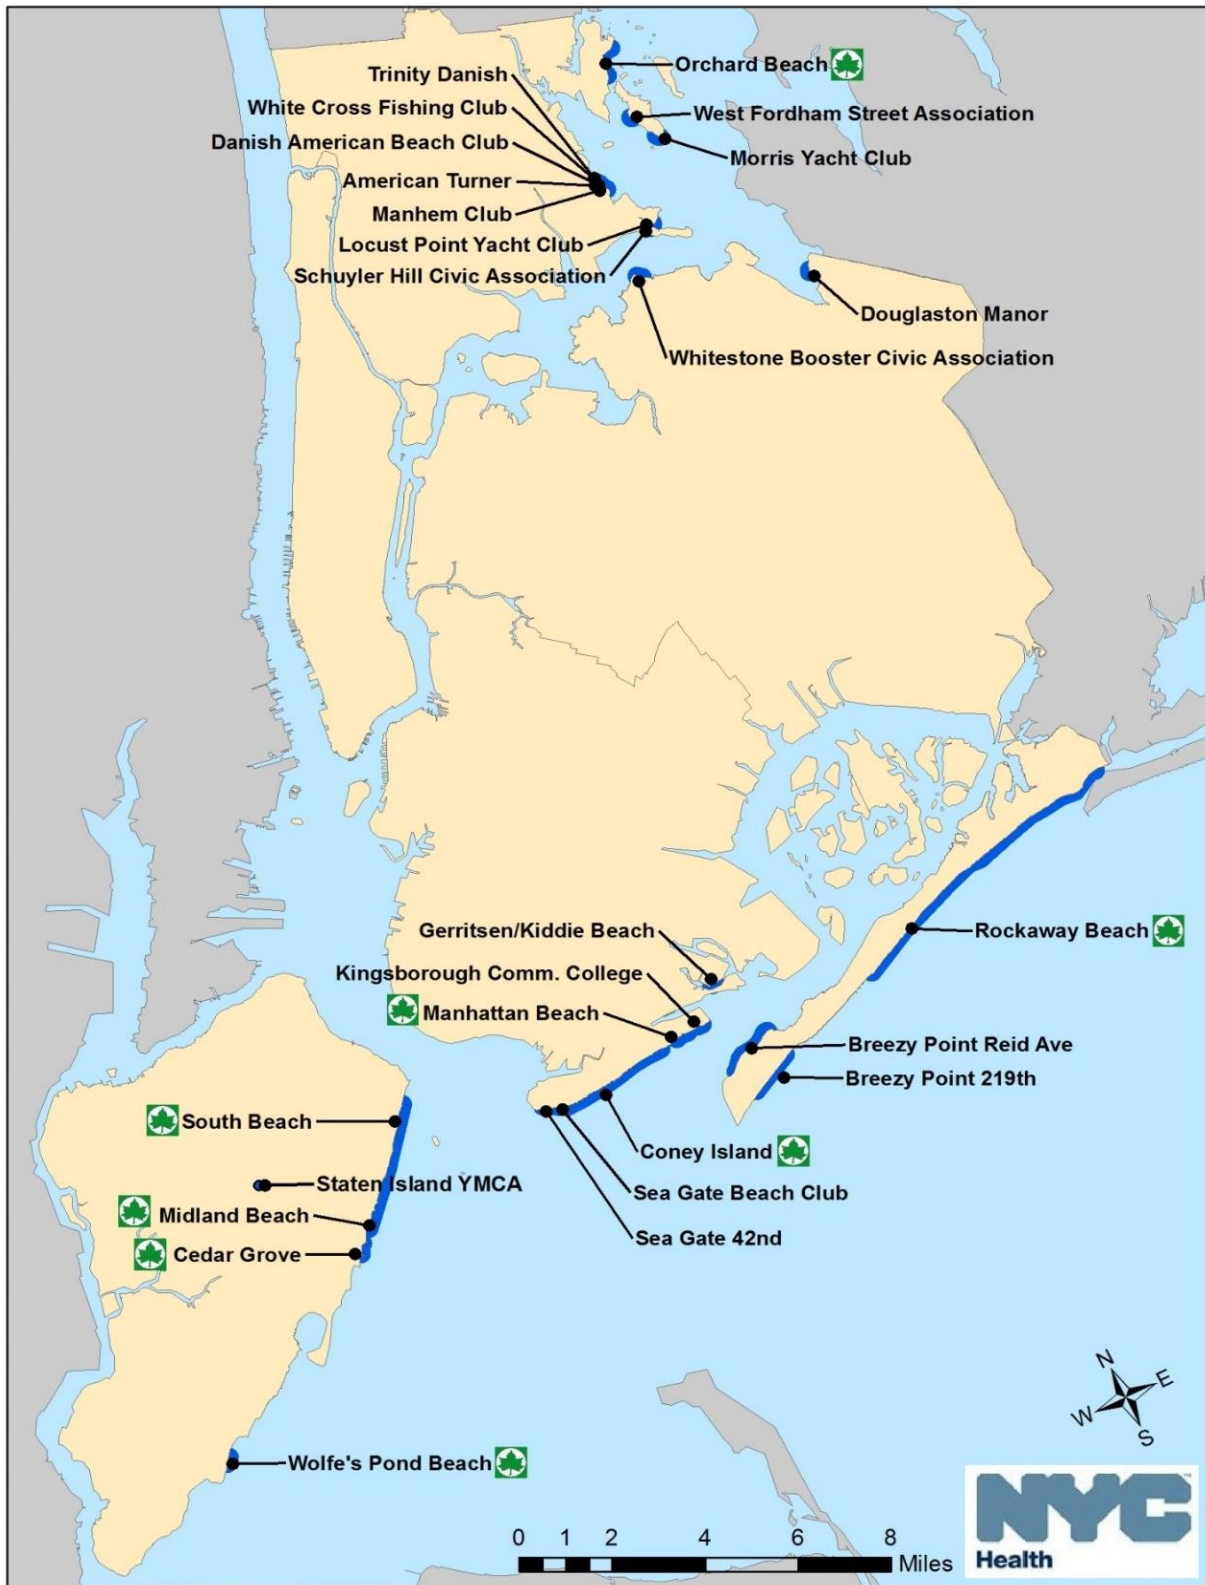 Orchard Beach
Trinity Danish
White Cross Fishing Club
West Fordham Street Association
Danish American Beach Club
Morris Yacht Club
American Turner
Manhem Club
Locust Point Yacht Club
Schuyler Hill Civic Association
Douglaston Manor
Whitestone Booster Civic Association
Gerritsen/Kiddie Beach
Rockaway Beach
Kingsborough Comm. College
Manhattan Beach
Breezy Point Reid Ave
Breezy Point 219th
South Beach
Coney Island
Staten Island YMCA
Sea Gate Beach Club
Midland Beach
Sea Gate 42nd
Cedar Grove
N
E
W
S
Wolfe's Pond Beach
0 1 2 4 6 8
Miles
NYC
Health